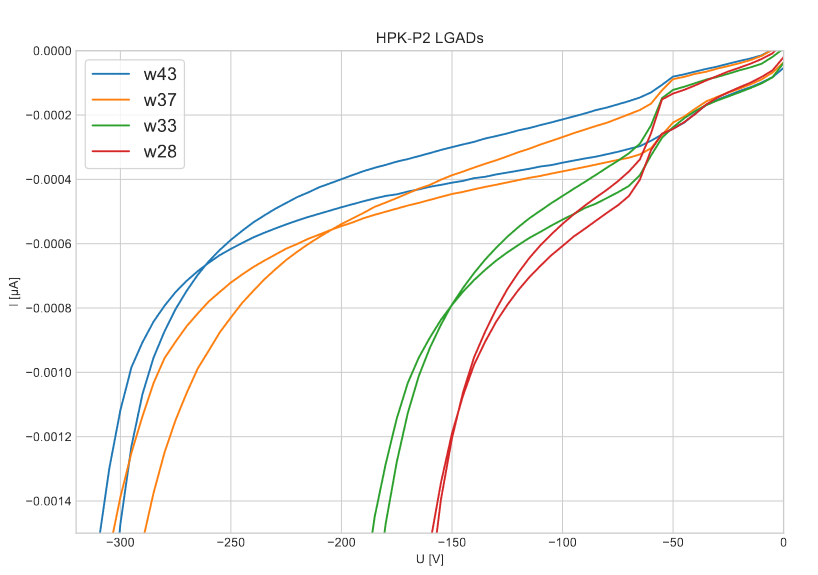 HPK-P2 LGADs
w43
w37
w33
w28
0.0000
−0.0002
−0.0004
−0.0006
−0.0008
−0.0010
−0.0012
−0.0014
I [μA]
−300 −250 −200 −150 −100 −50 0
U [V]